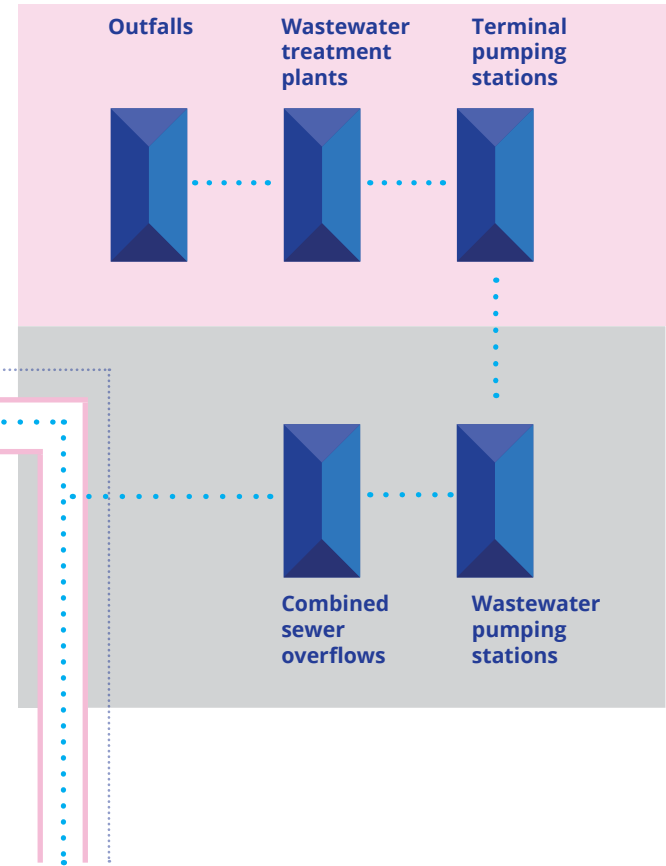 Outfalls
Wastewater
treatment
plants
Terminal
pumping
stations
Combined
sewer
overflows
Wastewater
pumping
stations